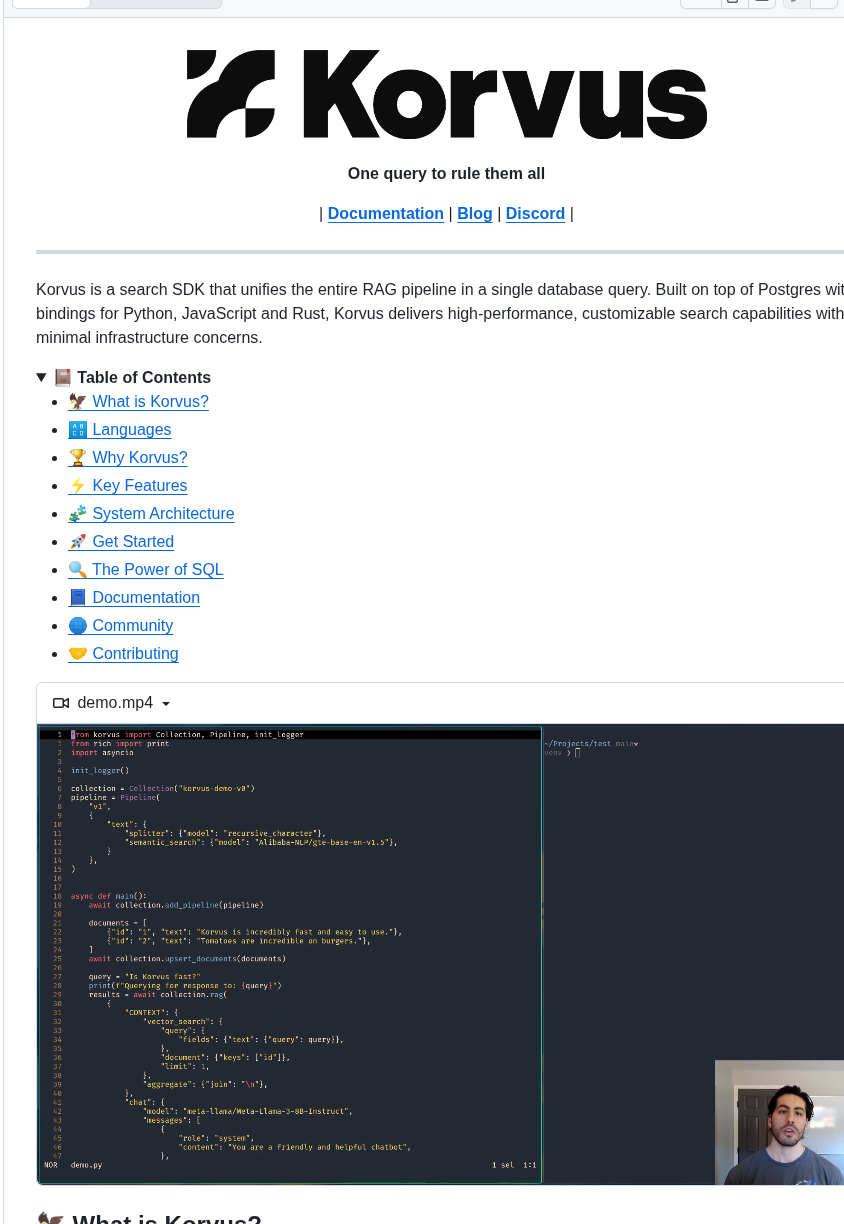 Korvus
One query to rule them all
| Documentation | Blog | Discord |
Korvus is a search SDK that unifies the entire RAG pipeline in a single database query. Built on top of Postgres wit
bindings for Python, JavaScript and Rust, Korvus delivers high-performance, customizable search capabilities with
minimal infrastructure concerns.
Table of Contents
What is Korvus?
Languages
Why Korvus?
Key Features
System Architecture
Get Started
The Power of SQL
Documentation
Community
Contributing
demo.mp4
1 from korvus import Collection, Pipeline, init_logger
1 from rich import print
2 import asyncio
3
4 init_logger()
5
6 collection = Collection("korvus-demo-v0")
7 pipeline = Pipeline(
8 "v1",
9 {
10 "text": {
11 "splitter": {"model": "recursive_character"},
12 "semantic_search": {"model": "Alibaba-NLP/gte-base-en-v1.5"},
13 }
14 },
15 )
16
17
18 async def main():
19 await collection.add_pipeline(pipeline)
20
21 documents = [
22 {"id": "1", "text": "Korvus is incredibly fast and easy to use."},
23 {"id": "2", "text": "Tomatoes are incredible on burgers."},
24 ]
25 await collection.upsert_documents(documents)
26
27 query = "Is Korvus fast?"
28 print(f"Querying for response to: {query}")
29 results = await collection.rag(
30 {
31 "CONTEXT": {
32 "vector_search": {
33 "query": {
34 "fields": {"text": {"query": query}},
35 },
36 "document": {"keys": ["id"]},
37 "limit": 1,
38 },
39 "aggregate": {"join": "\n"},
40 },
41 "chat": {
42 "model": "meta-llama/Meta-Llama-3-8B-Instruct",
43 "messages": [
44 {
45 "role": "system",
46 "content": "You are a friendly and helpful chatbot",
47 },
NOR demo.py 1 sel 1:1
~/Projects/test main*
venv ❯
What is Korvus?